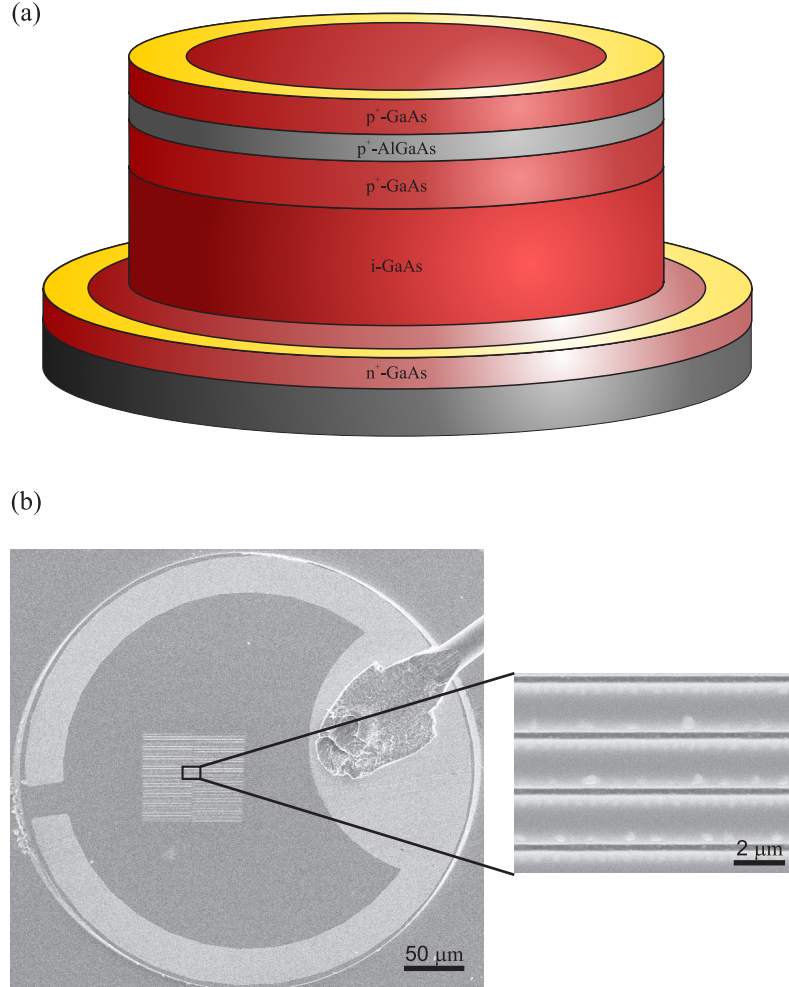 (a)
p⁺-GaAs
p⁺-AlGaAs
p⁺-GaAs
i-GaAs
n⁺-GaAs
(b)
2 μm
50 μm